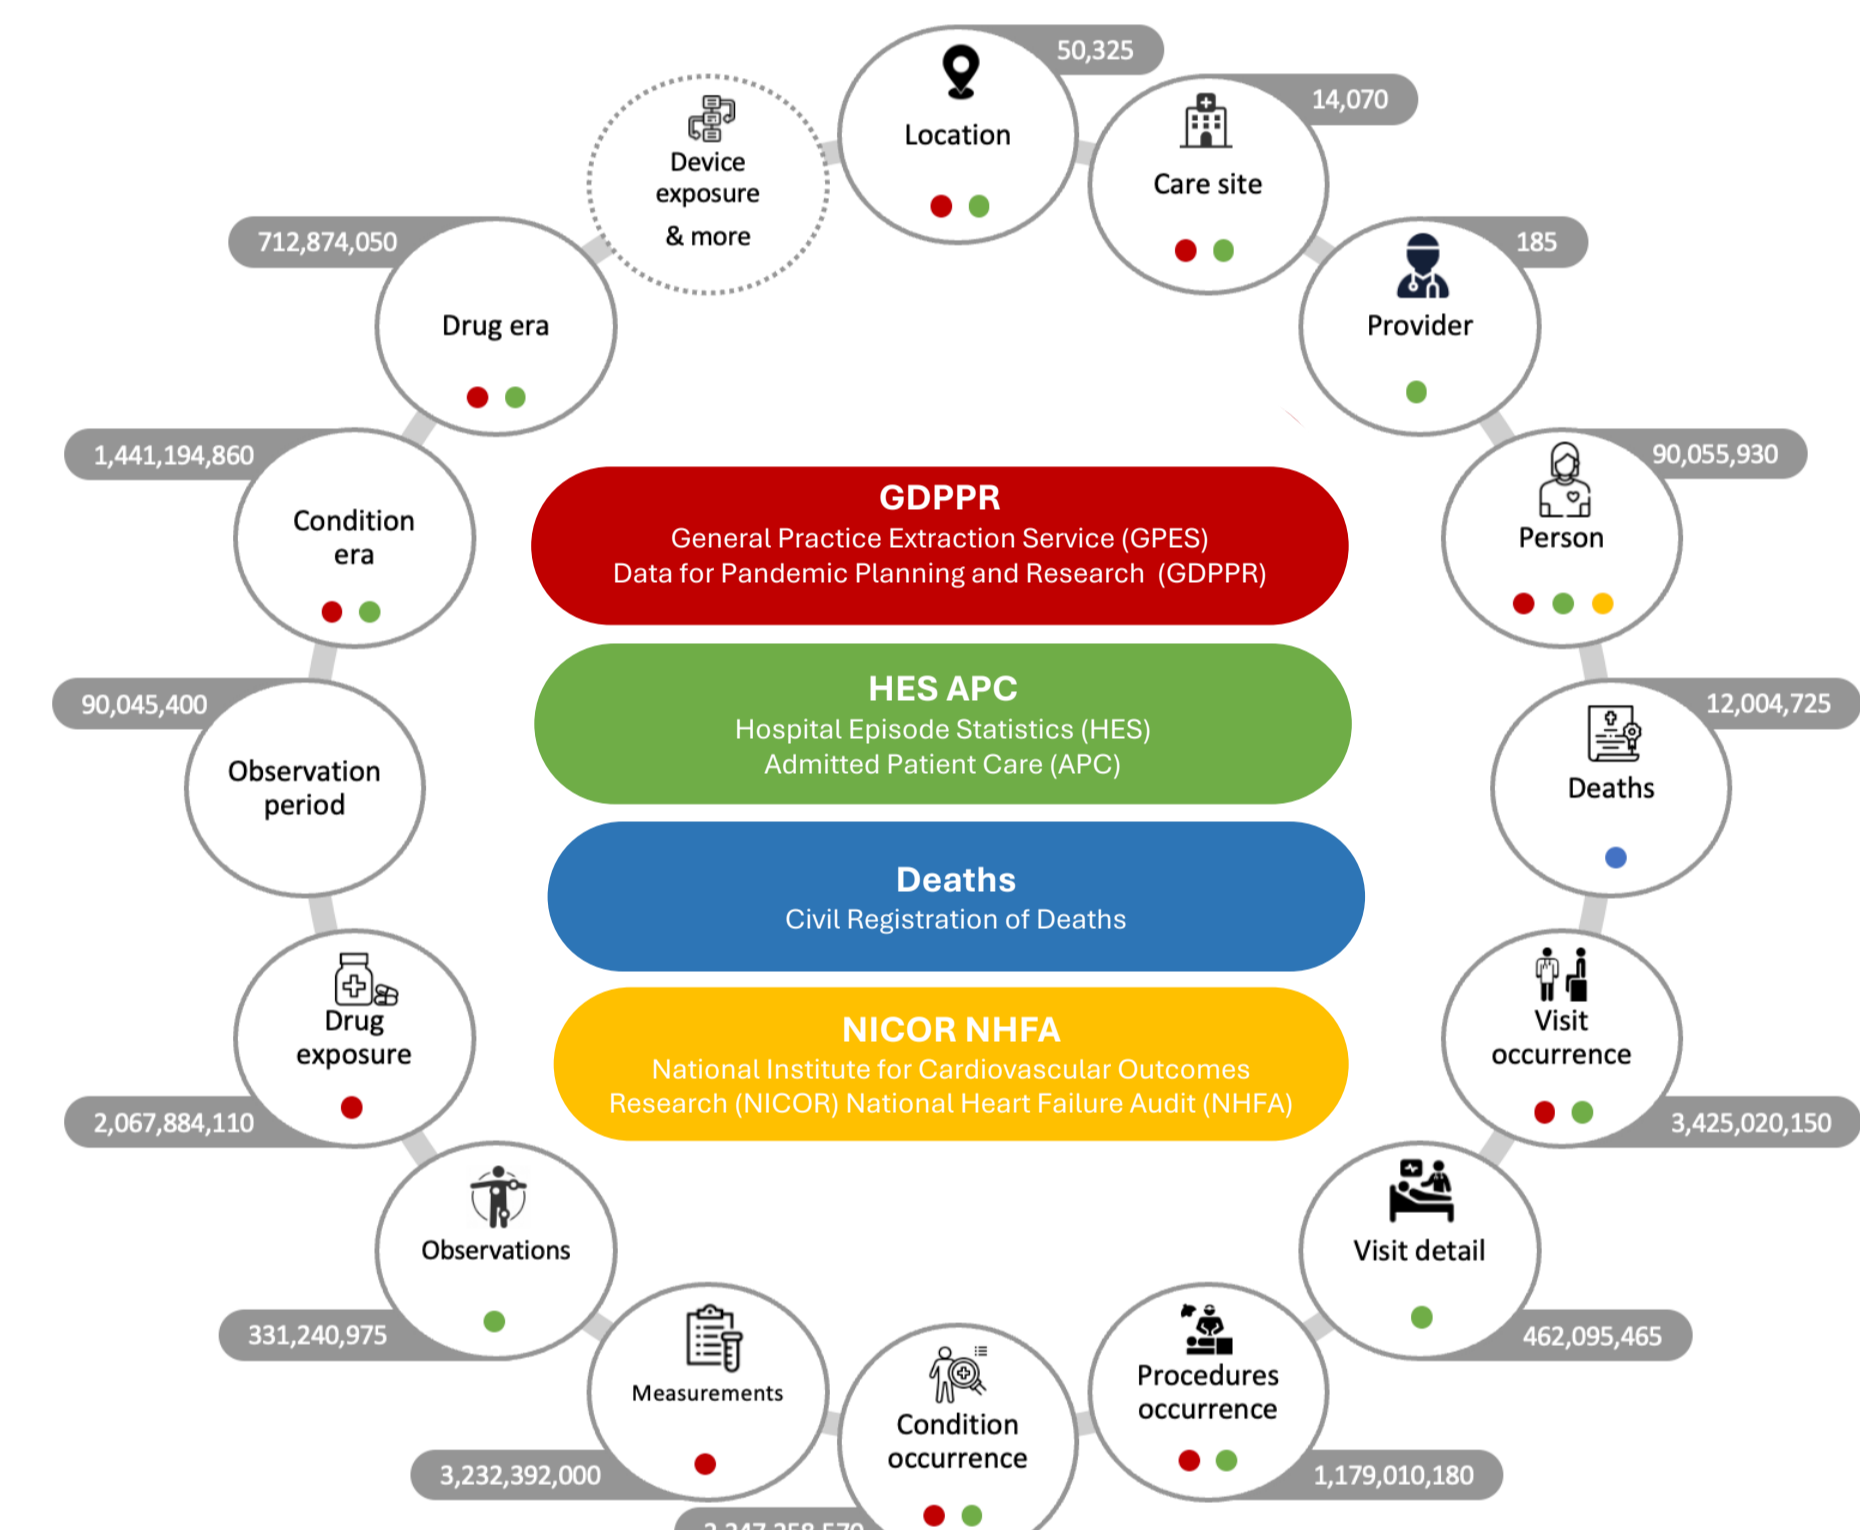 50,325
Location
14,070
Care site
185
Provider
90,055,930
Person
12,004,725
Deaths
Visit
occurrence
3,425,020,150
Visit detail
462,095,465
Procedures
occurrence
1,179,010,180
Condition
occurrence
Measurements
3,232,392,000
Observations
331,240,975
Drug
exposure
2,067,884,110
90,045,400
Observation
period
1,441,194,860
Condition
era
712,874,050
Drug era
Device
exposure
& more
GDPPR
General Practice Extraction Service (GPES)
Data for Pandemic Planning and Research (GDPPR)
HES APC
Hospital Episode Statistics (HES)
Admitted Patient Care (APC)
Deaths
Civil Registration of Deaths
NICOR NHFA
National Institute for Cardiovascular Outcomes
Research (NICOR) National Heart Failure Audit (NHFA)